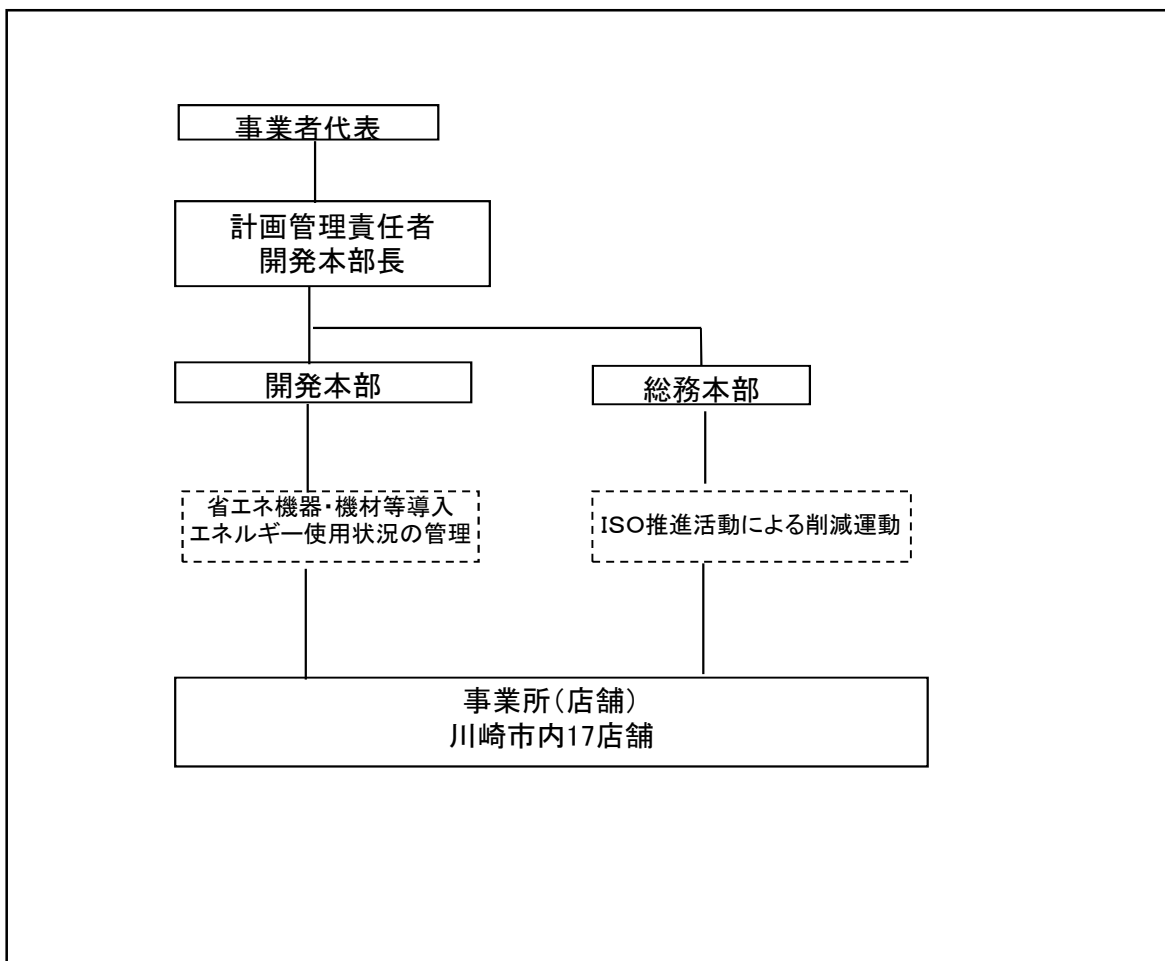 事業者代表
計画管理責任者
開発本部長
開発本部
総務本部
省エネ機器・機材等導入
エネルギー使用状況の管理
ISO推進活動による削減運動
事業所（店舗）
川崎市内17店舗